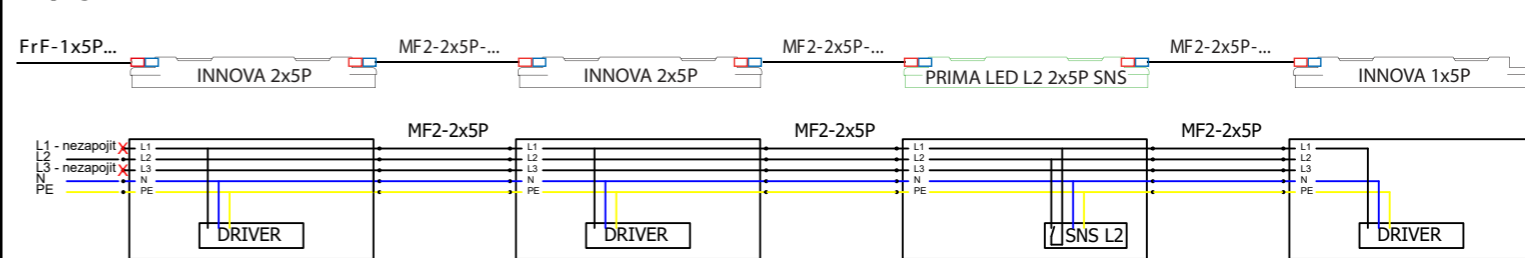 FrF-1x5P... MF2-2x5P-... MF2-2x5P-... MF2-2x5P-...
INNOVA 2x5P INNOVA 2x5P PRIMA LED L2 2x5P SNS INNOVA 1x5P
MF2-2x5P MF2-2x5P MF2-2x5P
L1 - nezapojit L1 L1 L1 L1
L2 L2 L2 L2 L2
L3 - nezapojit L3 L3 L3 L3
N N N N N
PE PE PE PE PE
DRIVER DRIVER SNS L2 DRIVER